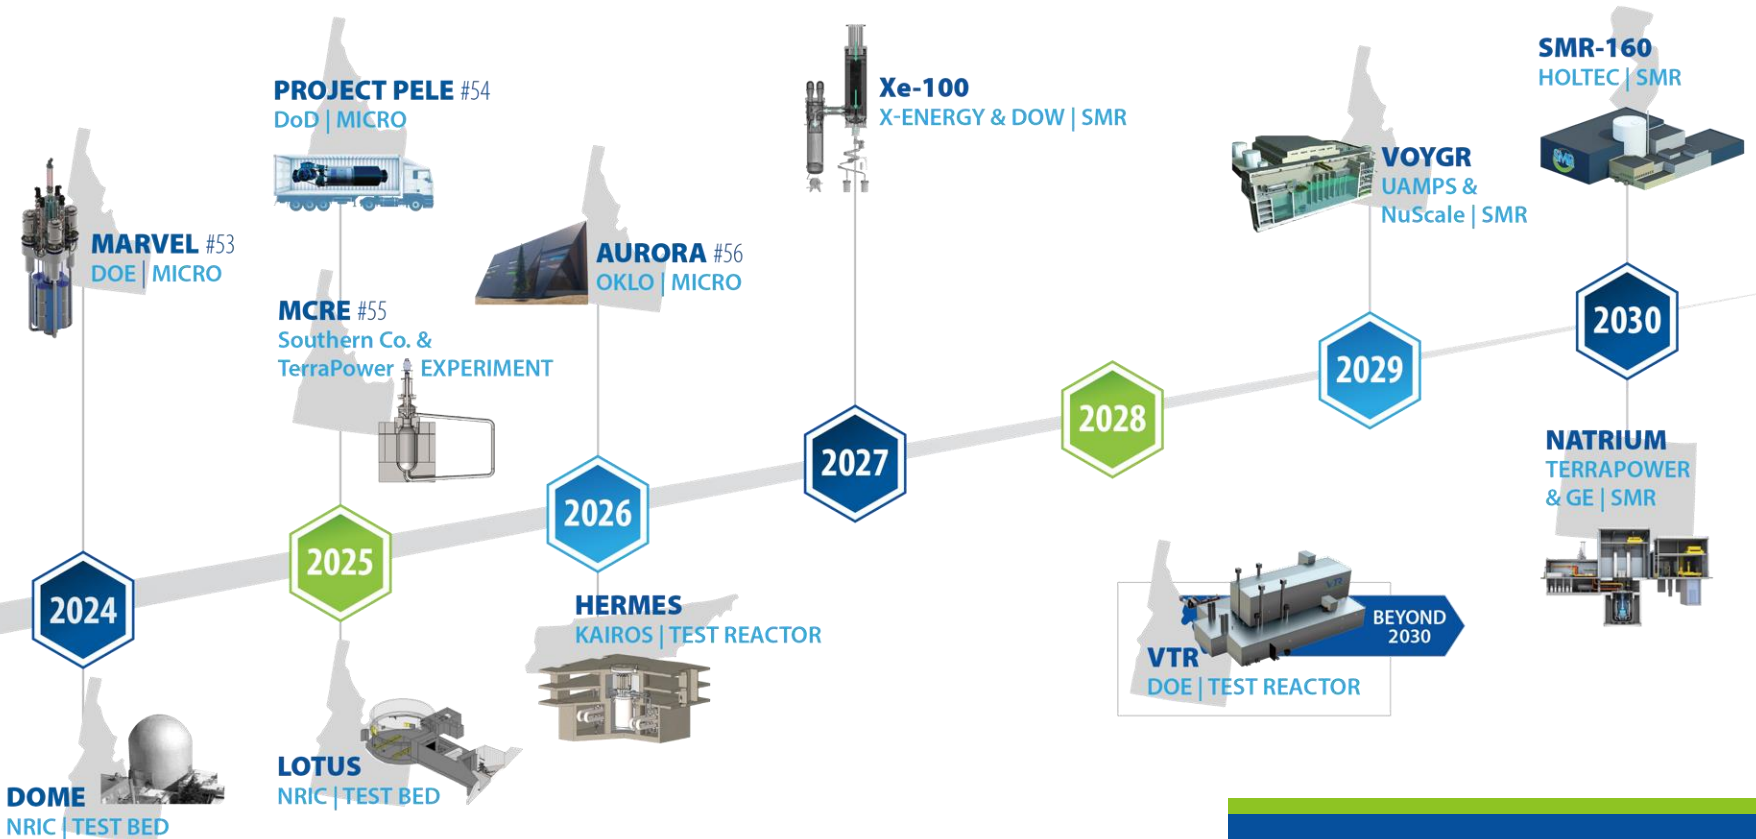 MARVEL #53
DOE | MICRO
2024
DOME
NRIC | TEST BED
PROJECT PELE #54
DoD | MICRO
MCRE #55
Southern Co. &
TerraPower | EXPERIMENT
2025
LOTUS
NRIC | TEST BED
AURORA #56
OKLO | MICRO
2026
HERMES
KAIROS | TEST REACTOR
Xe-100
X-ENERGY & DOW | SMR
2027
2028
VOYGR
UAMPS &
NuScale | SMR
2029
SMR-160
HOLTEC | SMR
SMR
2030
NATRIUM
TERRAPOWER
& GE | SMR
VTR
BEYOND
2030
VTR
DOE | TEST REACTOR